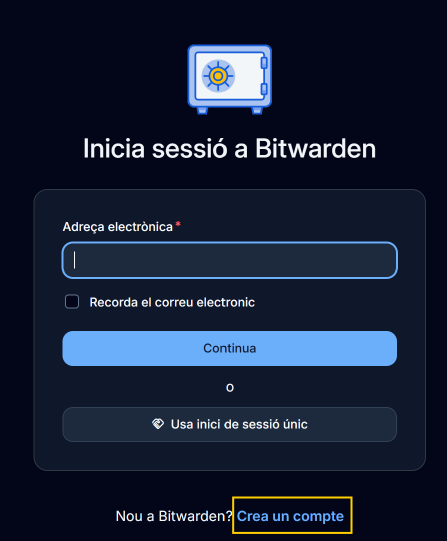 Inicia sessió a Bitwarden
Adreça electrònica*
Recorda el correu electronic
Continua
o
Usa inici de sessió únic
Nou a Bitwarden? Crea un compte